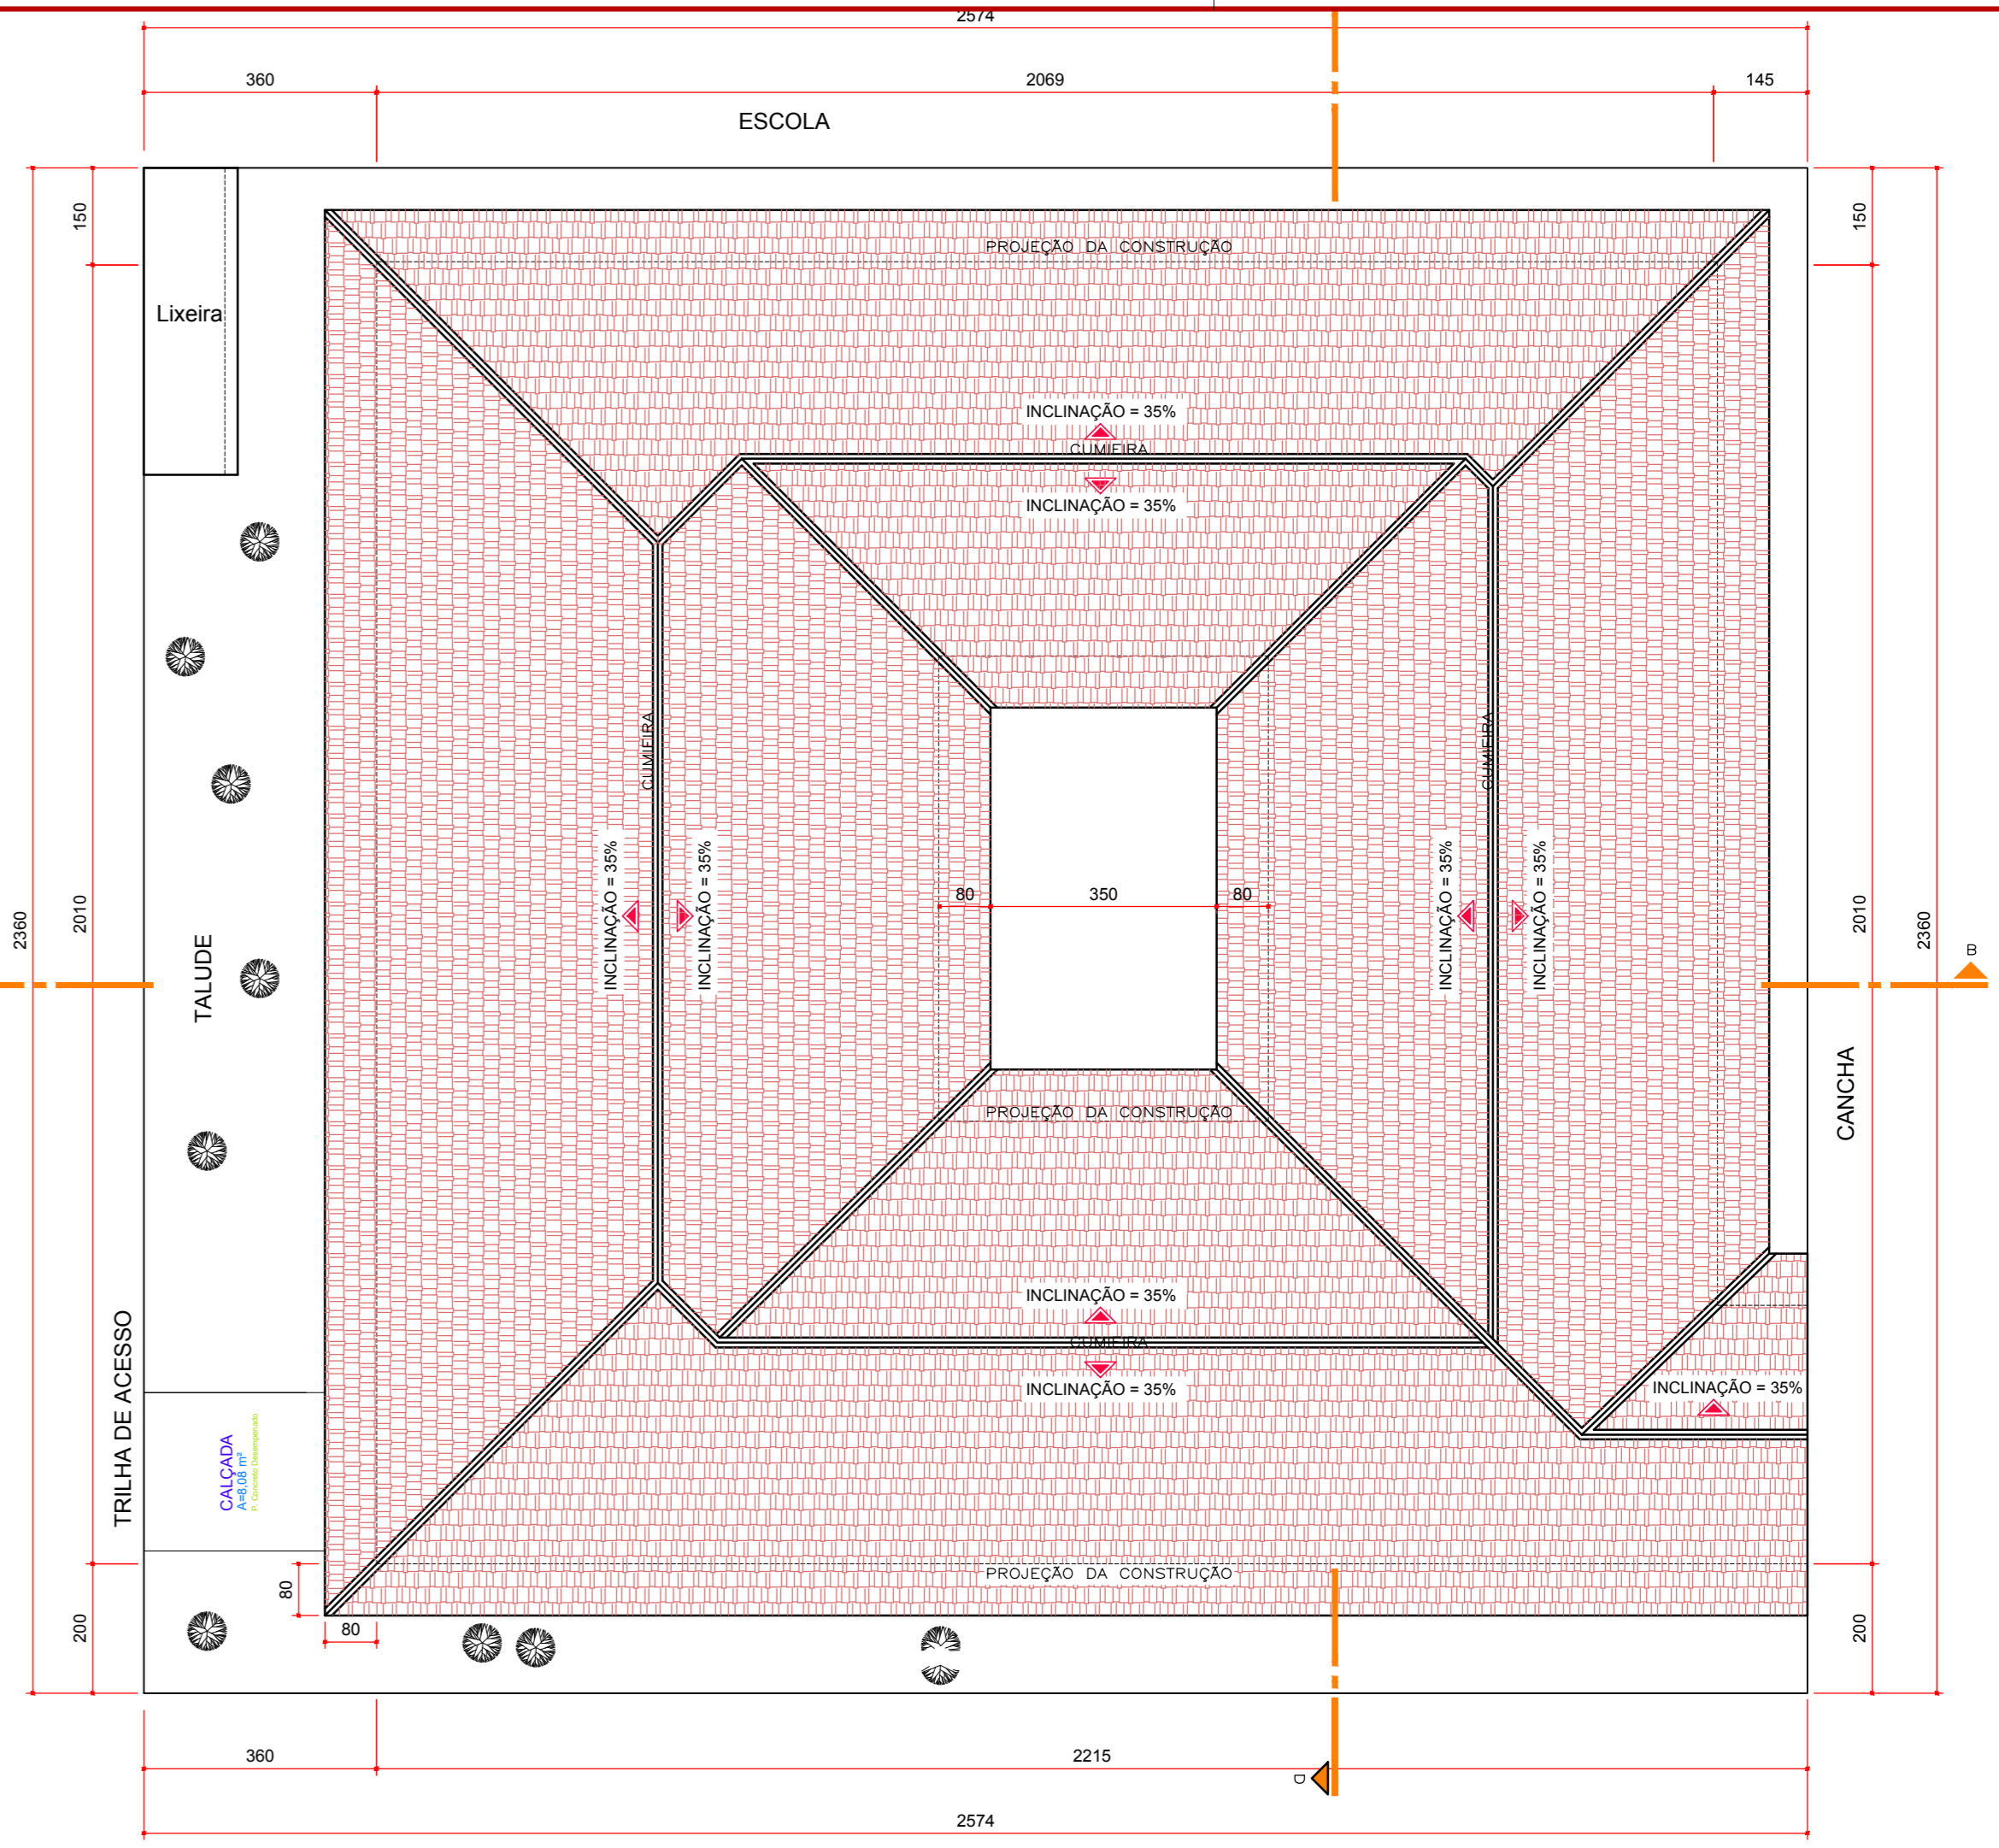 2574
360
2069
145
ESCOLA
150
150
PROJEÇÃO DA CONSTRUÇÃO
Lixeira
INCLINAÇÃO = 35%
CUMIEIRA
INCLINAÇÃO = 35%
CUMIEIRA
CUMIEIRA
INCLINAÇÃO = 35%
INCLINAÇÃO = 35%
INCLINAÇÃO = 35%
INCLINAÇÃO = 35%
80
350
80
2360
2010
TALUDE
2010
2360
B
CANCHA
PROJEÇÃO DA CONSTRUÇÃO
INCLINAÇÃO = 35%
CUMIEIRA
INCLINAÇÃO = 35%
INCLINAÇÃO = 35%
TRILHA DE ACESSO
CALÇADA
A=8,08 m²
P. Concreto Desempenado
PROJEÇÃO DA CONSTRUÇÃO
80
80
200
200
360
2215
D
2574